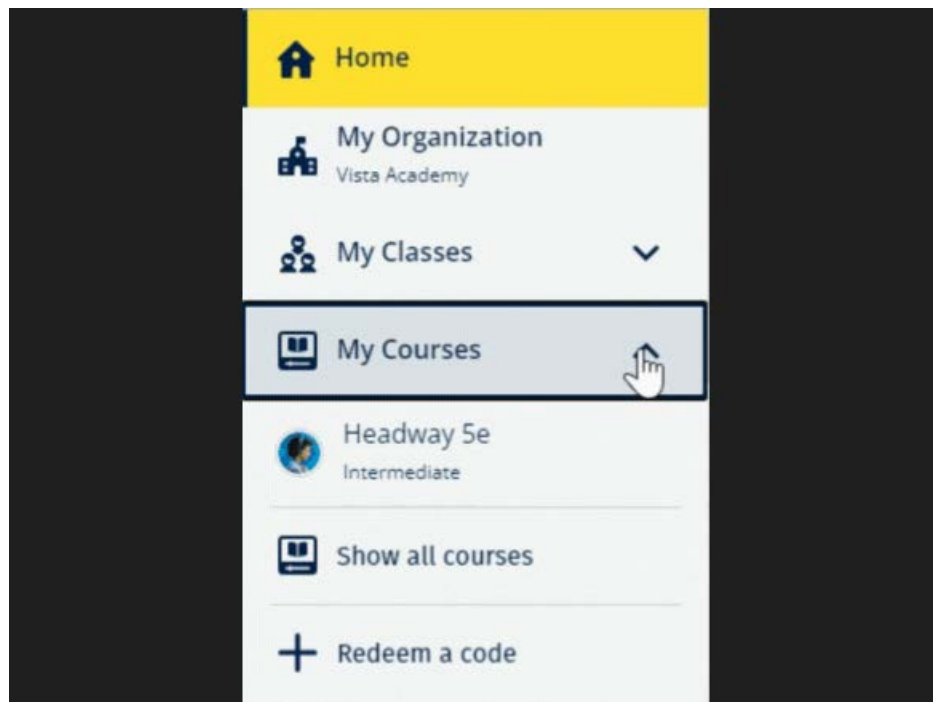 Home
My Organization
Vista Academy
My Classes
My Courses
Headway 5e
Intermediate
Show all courses
Redeem a code